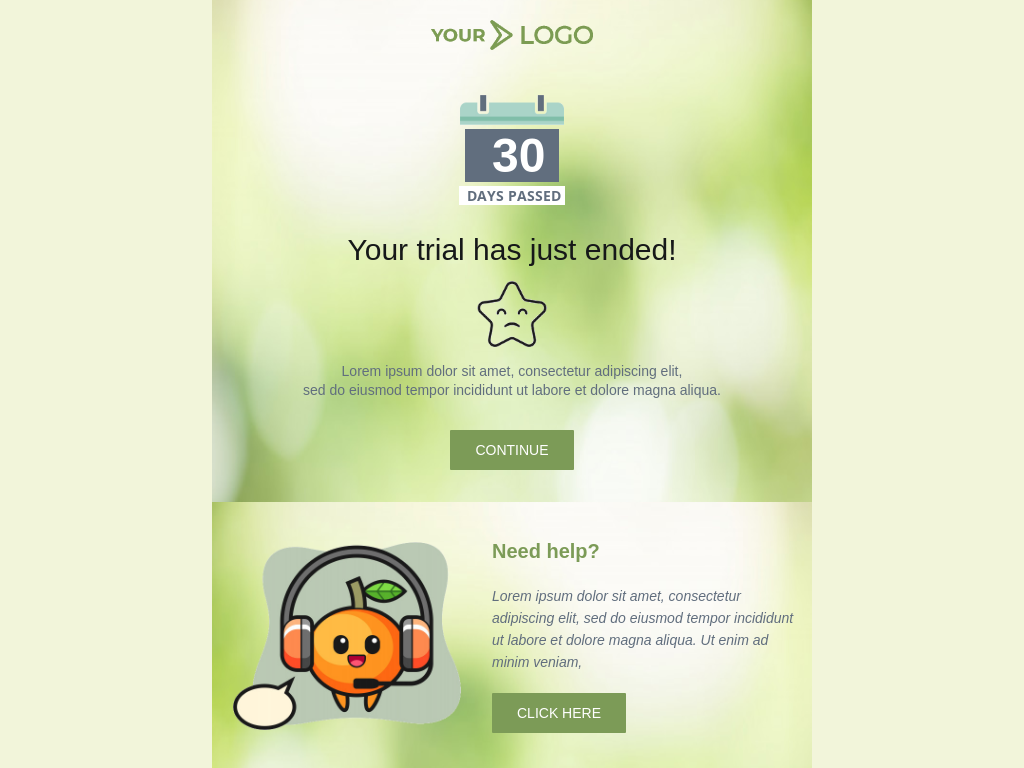 YOUR LOGO
30
DAYS PASSED
Your trial has just ended!
Lorem ipsum dolor sit amet, consectetur adipiscing elit,
sed do eiusmod tempor incididunt ut labore et dolore magna aliqua.
CONTINUE
Need help?
Lorem ipsum dolor sit amet, consectetur
adipiscing elit, sed do eiusmod tempor incididunt
ut labore et dolore magna aliqua. Ut enim ad
minim veniam,
CLICK HERE